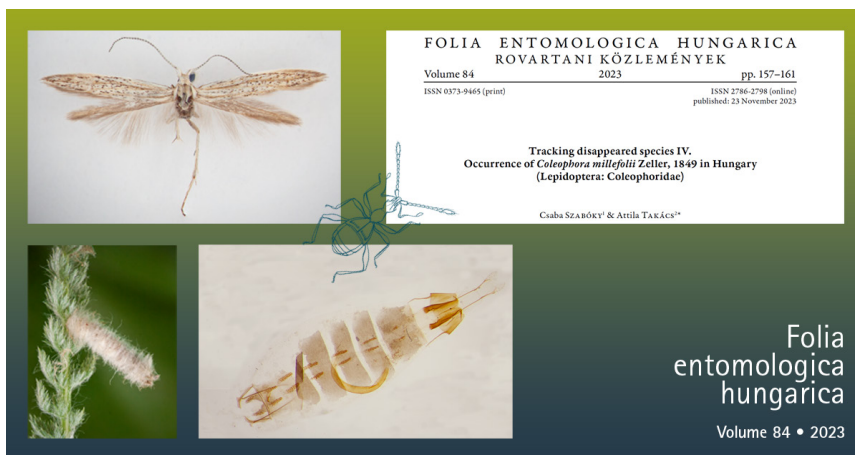 FOLIA ENTOMOLOGICA HUNGARICA
ROVARTANI KÖZLEMÉNYEK
Volume 84 2023 pp. 157–161
ISSN 0373-9465 (print) ISSN 2786-2798 (online)
published: 23 November 2023
Tracking disappeared species IV.
Occurrence of Coleophora millefolii Zeller, 1849 in Hungary
(Lepidoptera: Coleophoridae)
Csaba Szabóky¹ & Attila Takács²*
Folia
entomologica
hungarica
Volume 84 • 2023